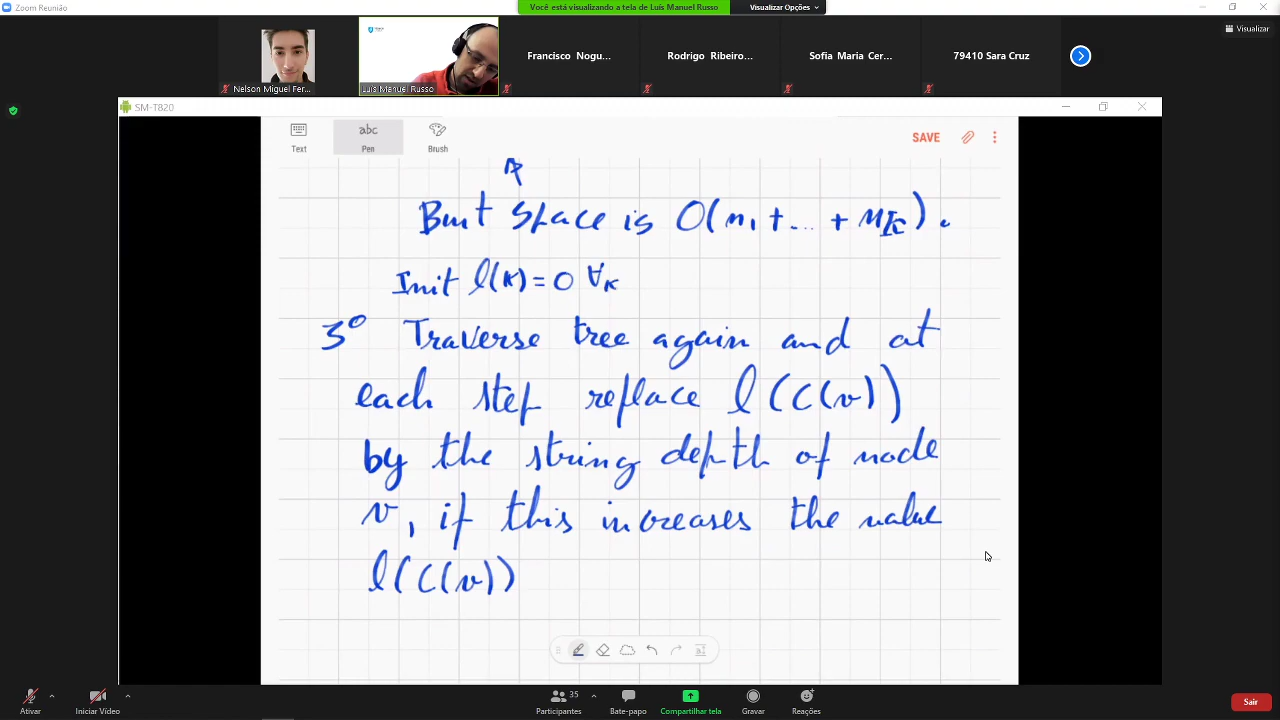 Zoom Reunião
Você está visualizando a tela de Luís Manuel Russo
Visualizar Opções
Visualizar
Nelson Miguel Fer...
Luís Manuel Russo
Francisco Nogu...
Rodrigo Ribeiro...
Sofia Maria Cer...
79410 Sara Cruz
SM-T820
Text
abc
Pen
Brush
SAVE
But space is O(n₁ + ... + n_K).
Init l(K) = 0 ∀K
3º Traverse tree again and at
each step replace l(C(v))
by the string depth of node
v, if this increases the value
l(C(v))
Ativar
Iniciar Vídeo
35
Participantes
Bate-papo
Compartilhar tela
Gravar
Reações
Sair